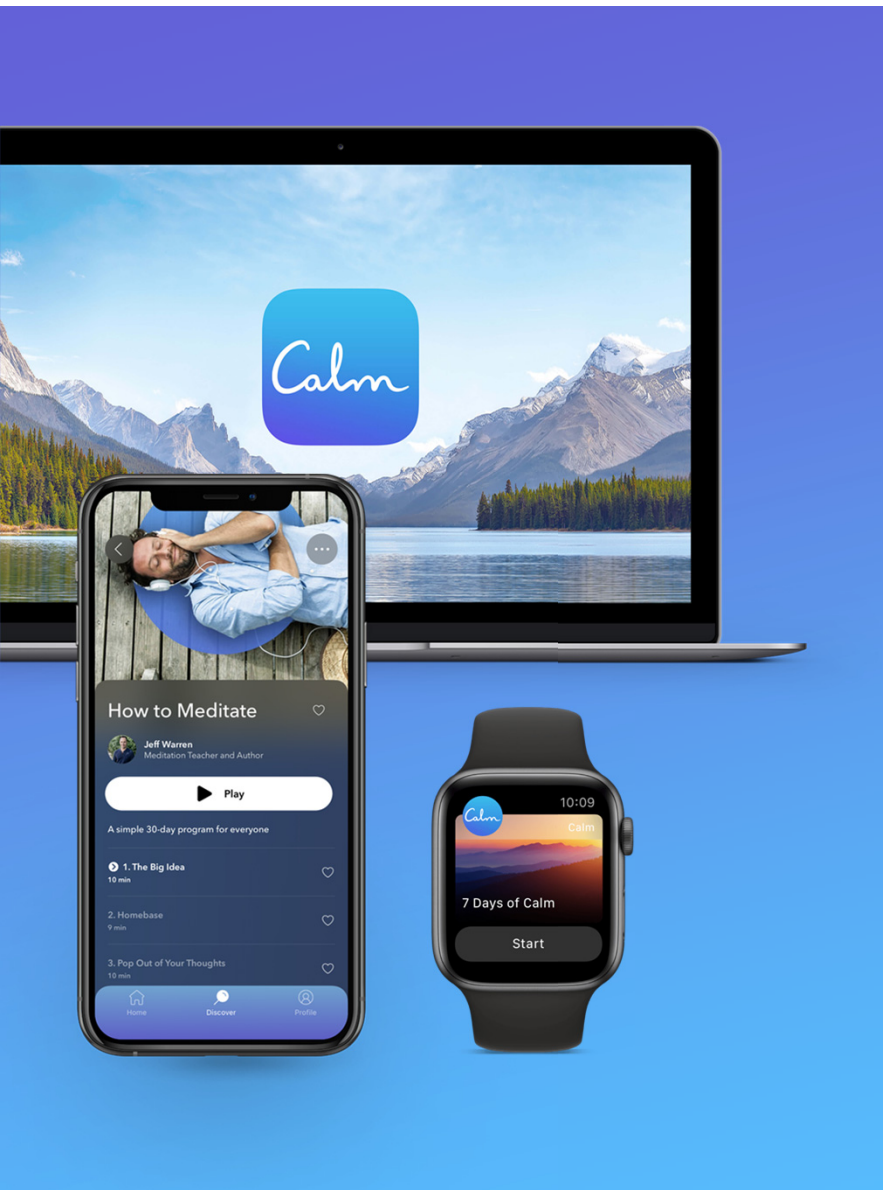 Calm
How to Meditate
Jeff Warren
Meditation Teacher and Author
Play
A simple 30-day program for everyone
1. The Big Idea
10 min
2. Homebase
9 min
3. Pop Out of Your Thoughts
10 min
Home Discover Profile
10:09
Calm
Calm
7 Days of Calm
Start